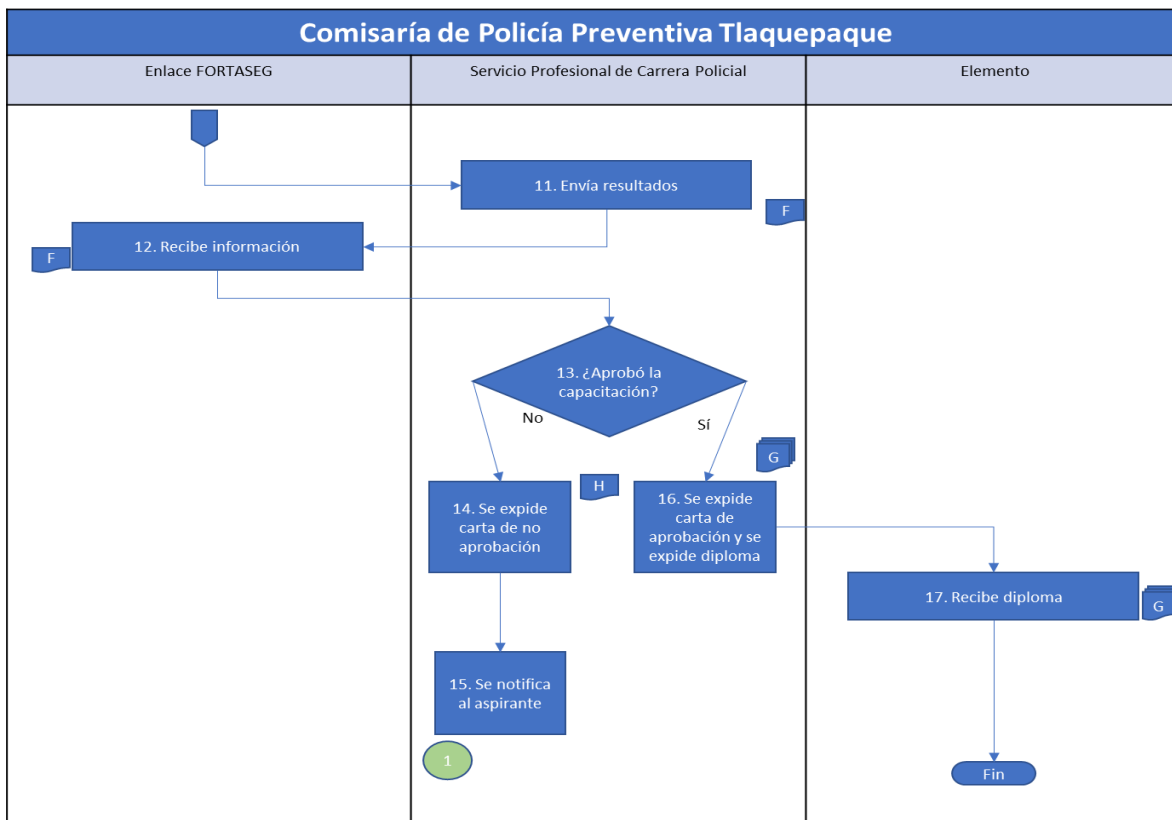 Comisaría de Policía Preventiva Tlaquepaque
Enlace FORTASEG
Servicio Profesional de Carrera Policial
Elemento
11. Envía resultados
F
12. Recibe información
F
13. ¿Aprobó la
capacitación?
No
Sí
G
14. Se expide
carta de no
aprobación
H
16. Se expide
carta de
aprobación y se
expide diploma
17. Recibe diploma
G
15. Se notifica
al aspirante
1
Fin